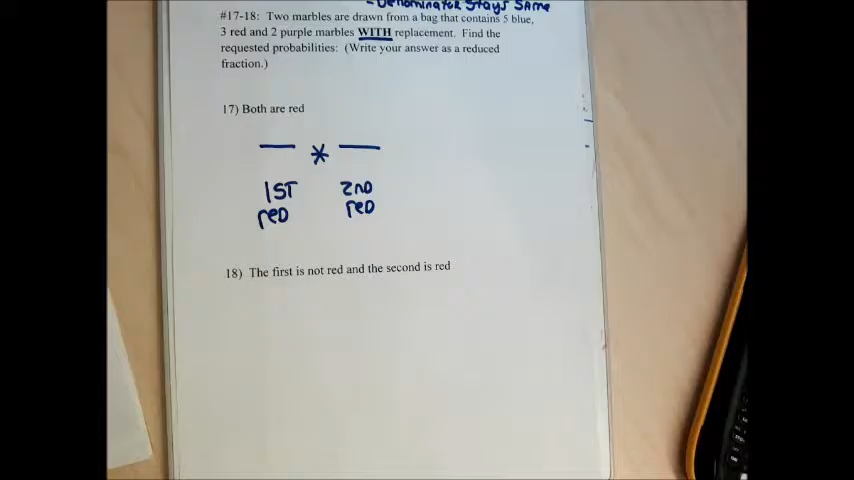 - Denominator Stays Same
#17-18: Two marbles are drawn from a bag that contains 5 blue,
3 red and 2 purple marbles WITH replacement. Find the
requested probabilities: (Write your answer as a reduced
fraction.)
17) Both are red
*
1ST 2ND
red red
18) The first is not red and the second is red